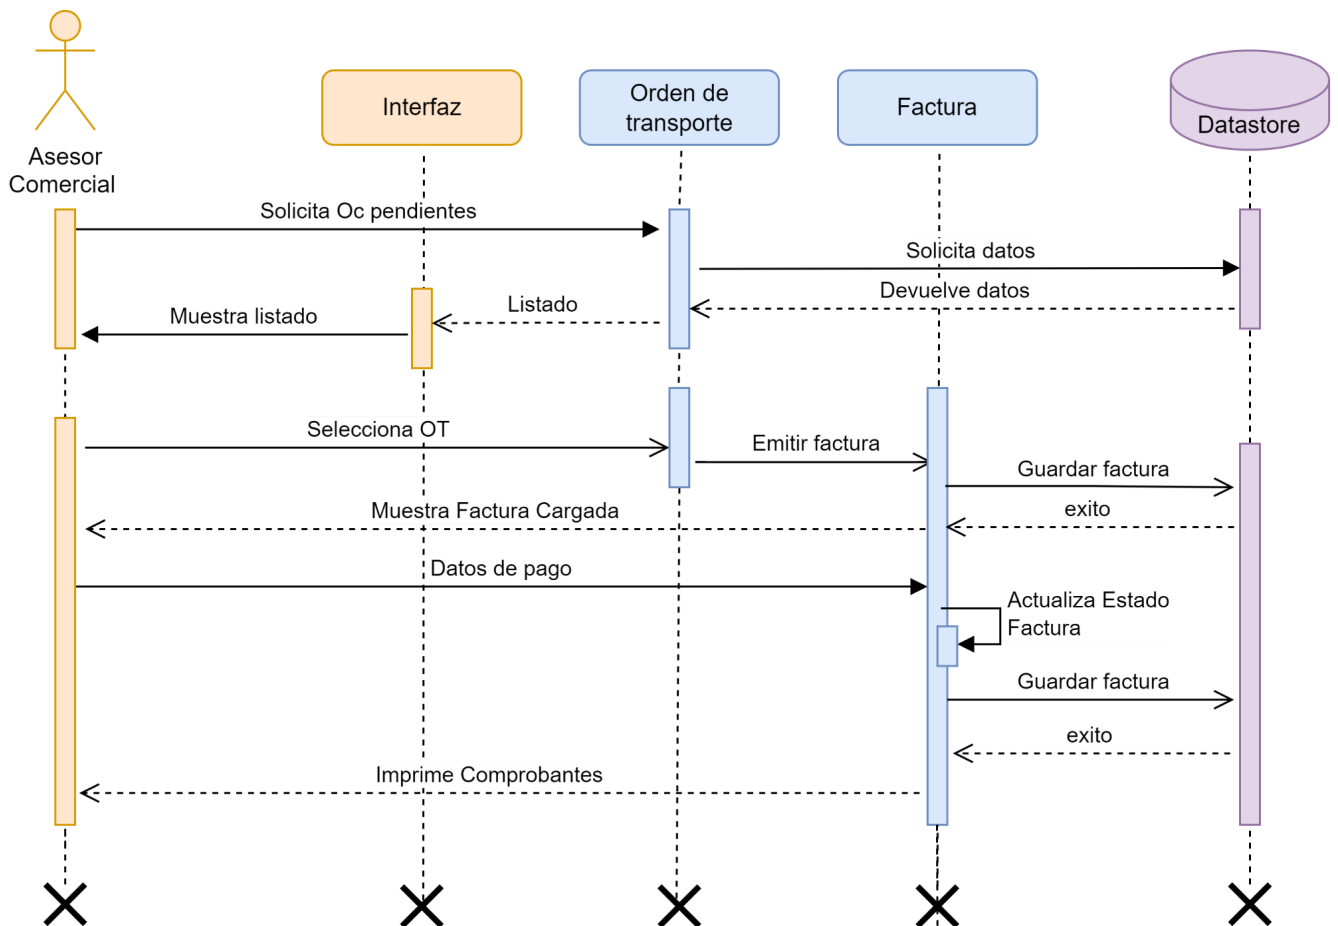 Asesor
Comercial
Interfaz
Orden de
transporte
Factura
Datastore
Solicita Oc pendientes
Solicita datos
Devuelve datos
Listado
Muestra listado
Selecciona OT
Emitir factura
Guardar factura
exito
Muestra Factura Cargada
Datos de pago
Actualiza Estado
Factura
Guardar factura
exito
Imprime Comprobantes